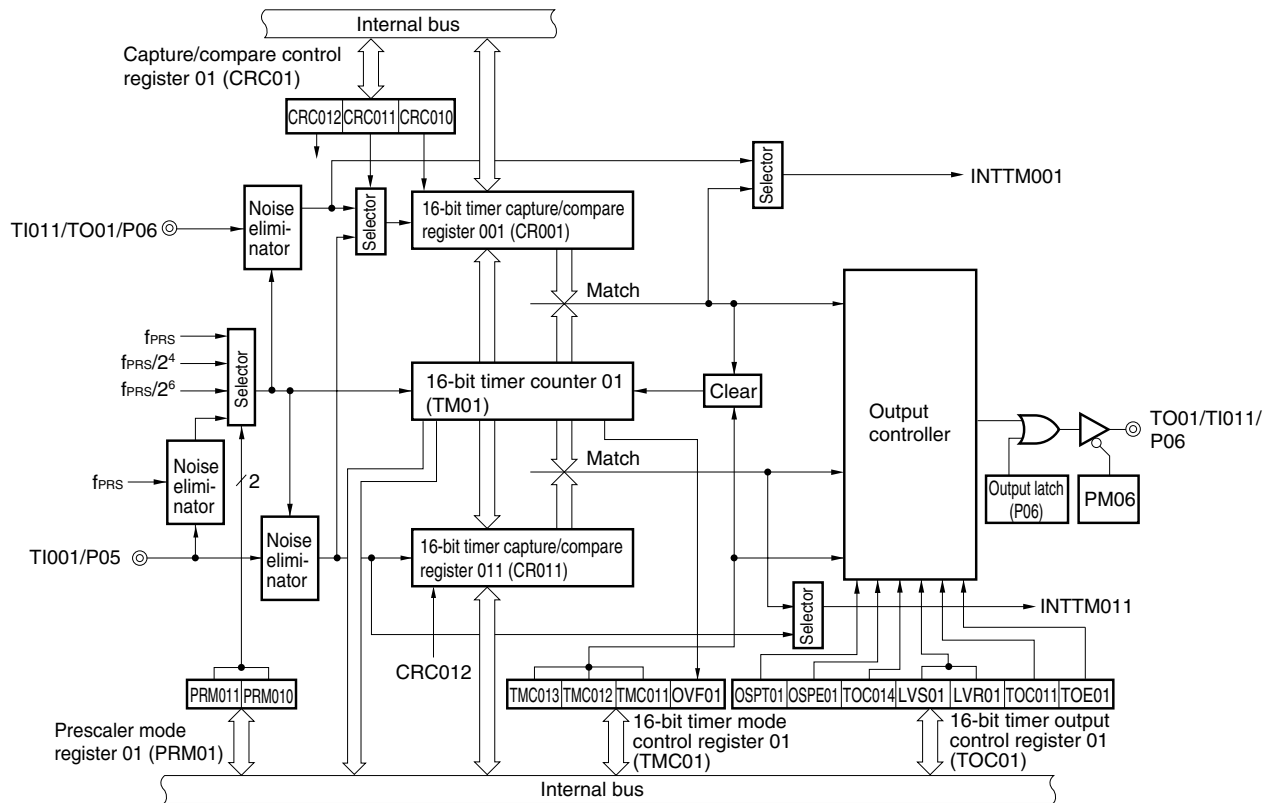 Internal bus
Capture/compare control
register 01 (CRC01)
CRC012 CRC011 CRC010
Selector
INTTM001
TI011/TO01/P06
Noise
elimi-
nator
Selector
16-bit timer capture/compare
register 001 (CR001)
Match
fPRS
fPRS/2⁴
fPRS/2⁶
Selector
16-bit timer counter 01
(TM01)
Clear
Output
controller
TO01/TI011/
P06
Output latch
(P06)
PM06
fPRS
Noise
elimi-
nator
2
Match
TI001/P05
Noise
elimi-
nator
16-bit timer capture/compare
register 011 (CR011)
Selector
INTTM011
CRC012
PRM011 PRM010
TMC013 TMC012 TMC011 OVF01
OSPT01 OSPE01 TOC014 LVS01 LVR01 TOC011 TOE01
Prescaler mode
register 01 (PRM01)
16-bit timer mode
control register 01
(TMC01)
16-bit timer output
control register 01
(TOC01)
Internal bus